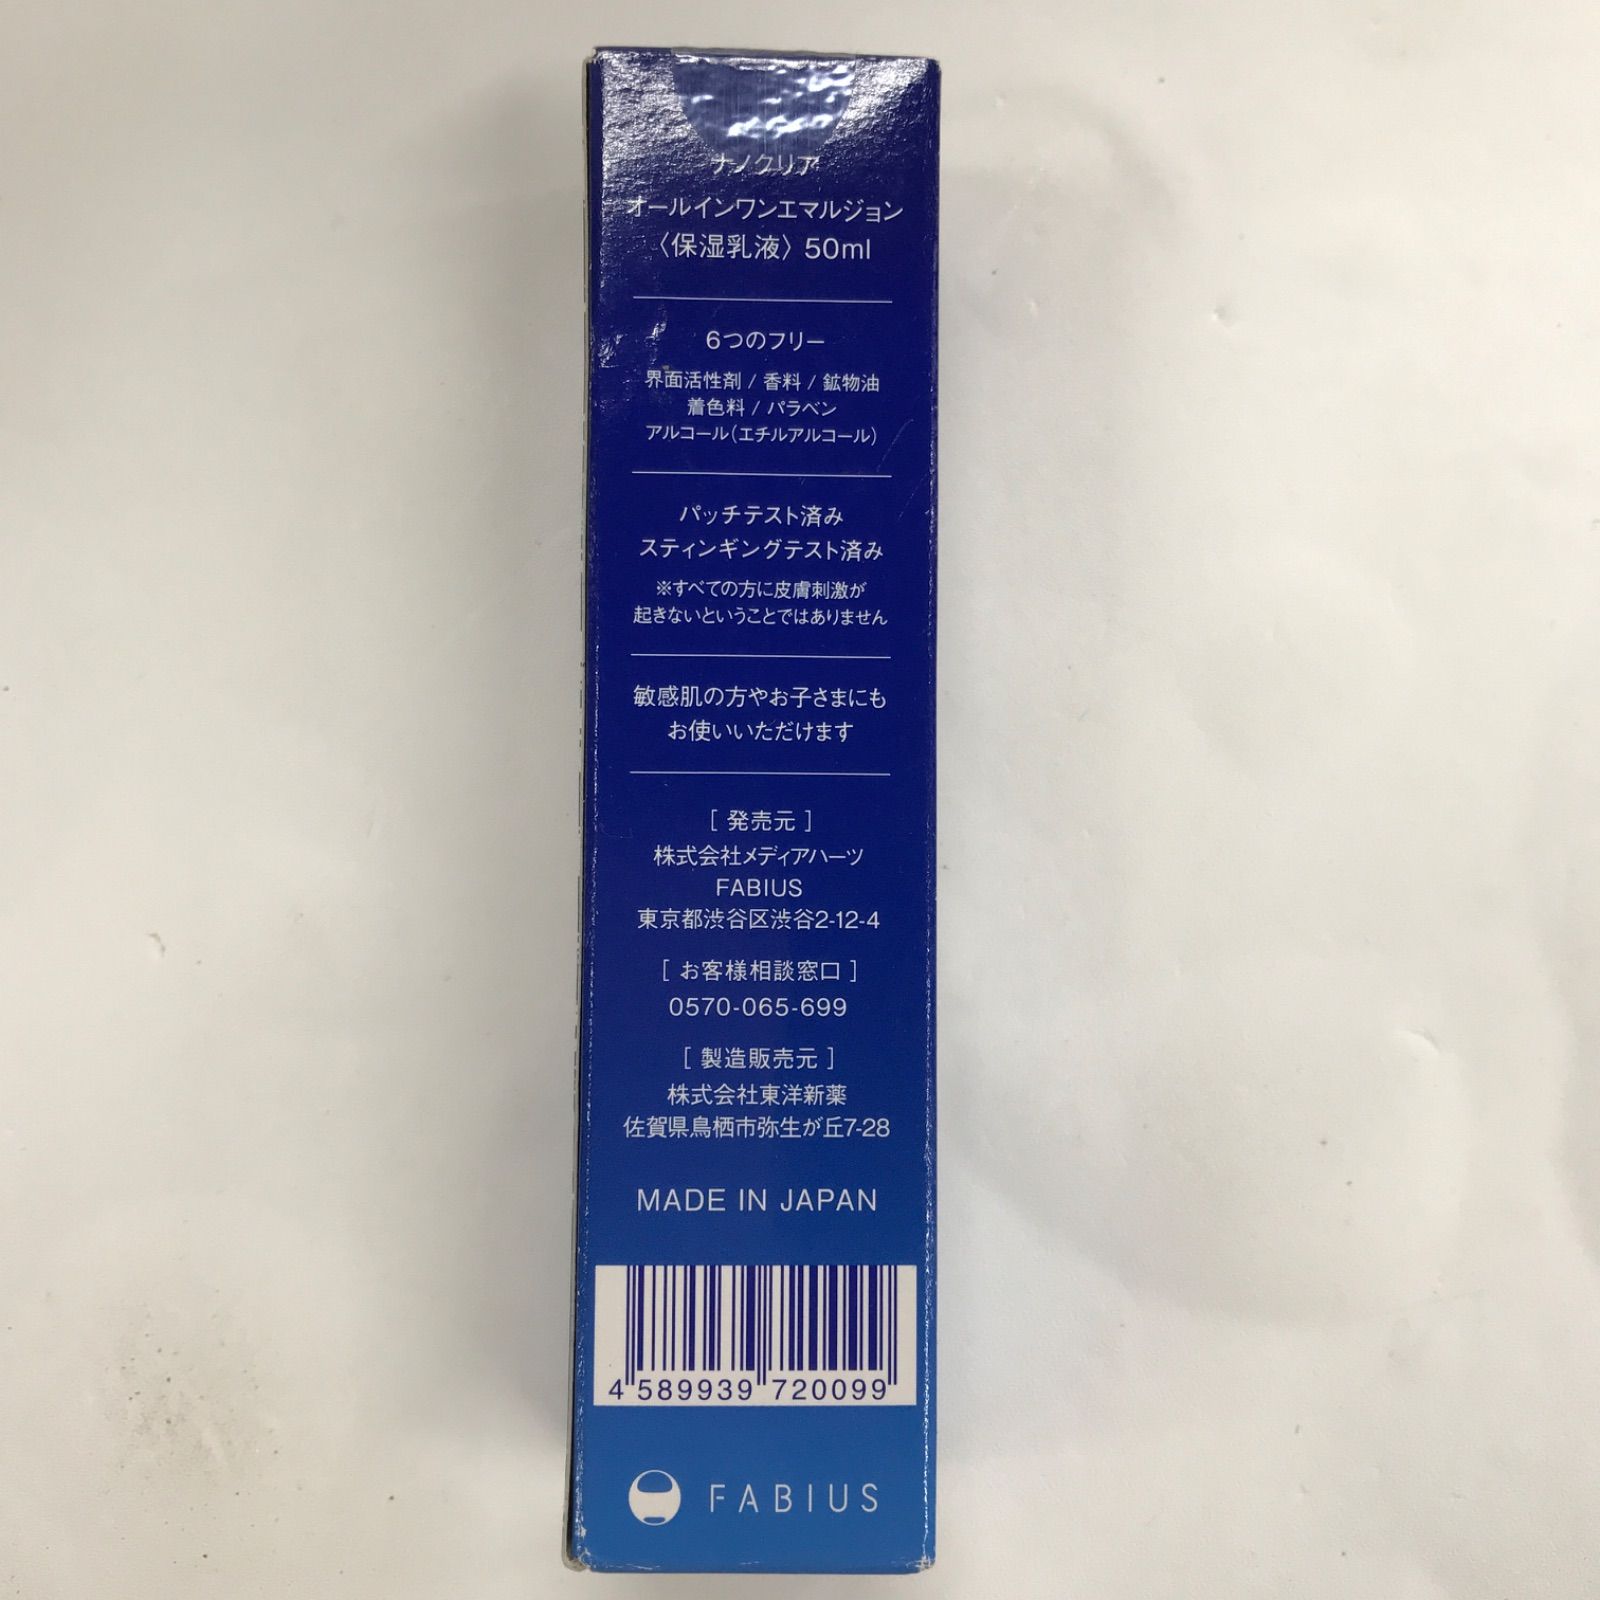 ナノクリア
オールインワンエマルジョン
〈保湿乳液〉50ml
6つのフリー
界面活性剤 / 香料 / 鉱物油
着色料 / パラベン
アルコール（エチルアルコール）
パッチテスト済み
スティンギングテスト済み
※すべての方に皮膚刺激が
起きないということではありません
敏感肌の方やお子さまにも
お使いいただけます
[ 発売元 ]
株式会社メディアハーツ
FABIUS
東京都渋谷区渋谷2-12-4
[ お客様相談窓口 ]
0570-065-699
[ 製造販売元 ]
株式会社東洋新薬
佐賀県鳥栖市弥生が丘7-28
MADE IN JAPAN
4 589939 720099
FABIUS